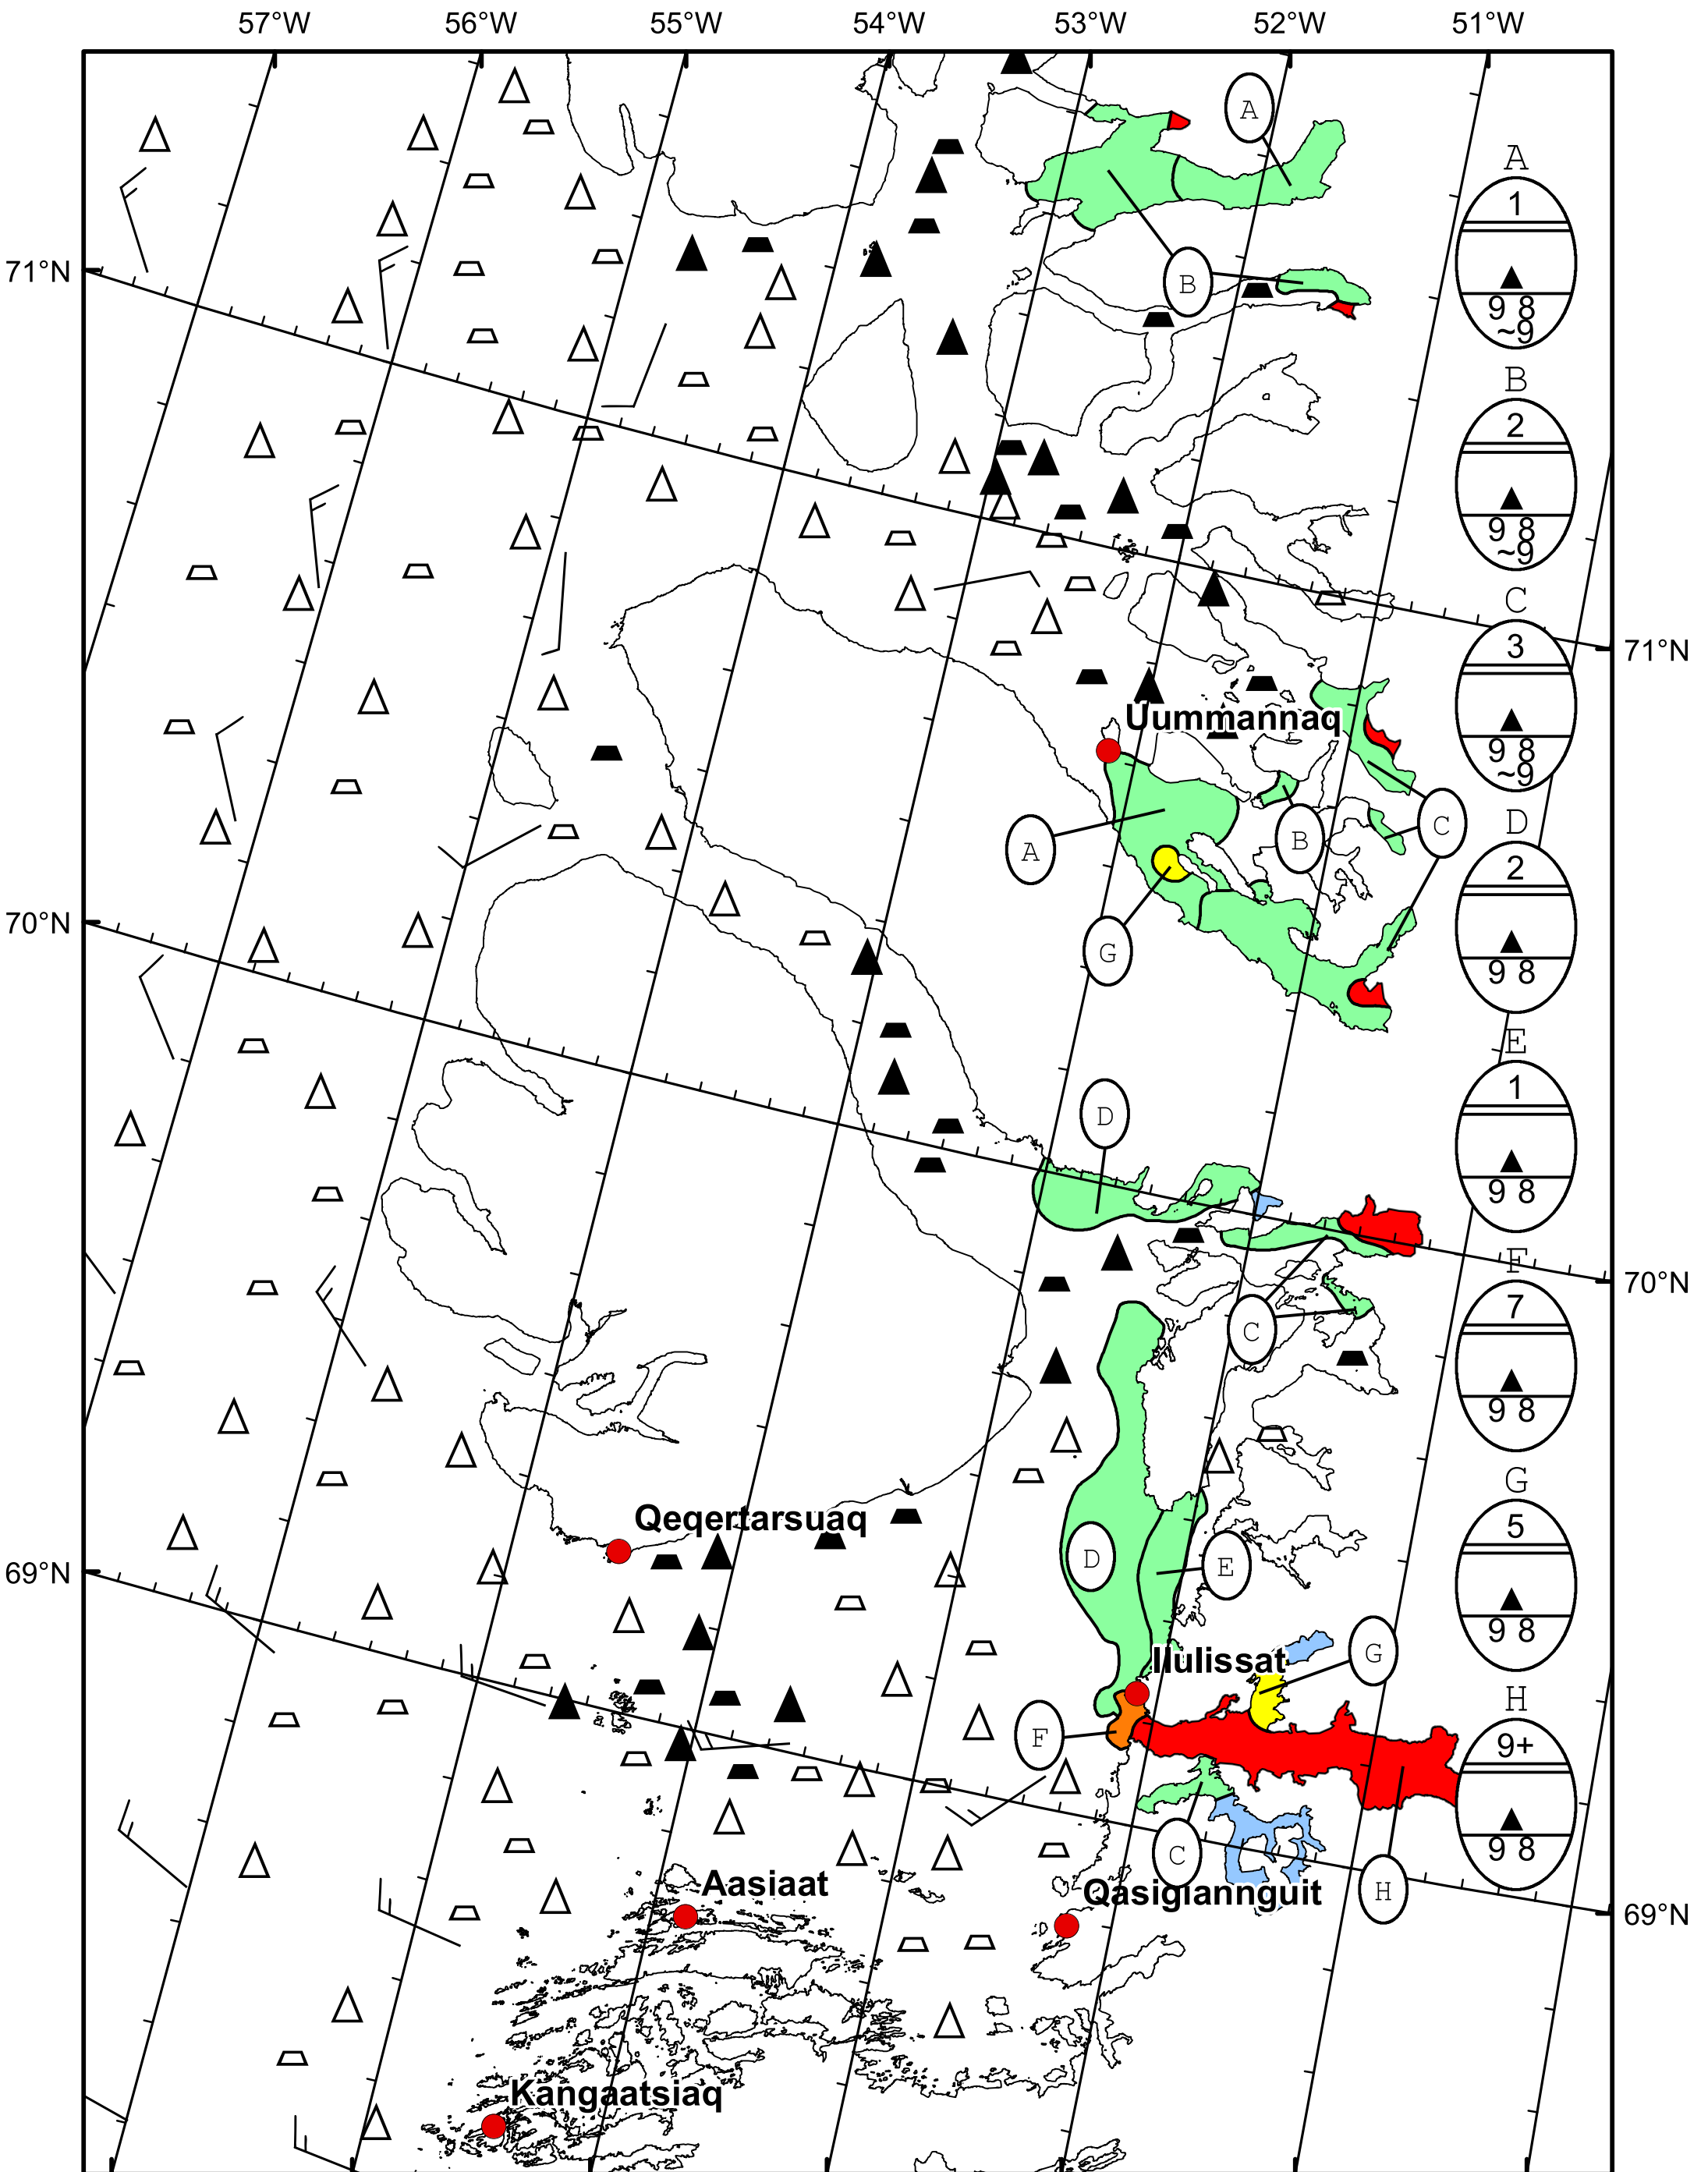 57°W 56°W 55°W 54°W 53°W 52°W 51°W
A
A
1
B
71°N
9 8
~9
B
2
9 8
~9
C
3
71°N
Uummannaq
9 8
~9
C
D
B
A
2
70°N
G
9 8
E
1
D
9 8
F
70°N
7
C
9 8
G
Qeqertarsuaq
5
D
E
69°N
9 8
Ilulissat
G
H
F
9+
C
9 8
Aasiaat
Qasigiannguit
H
69°N
Kangaatsiaq